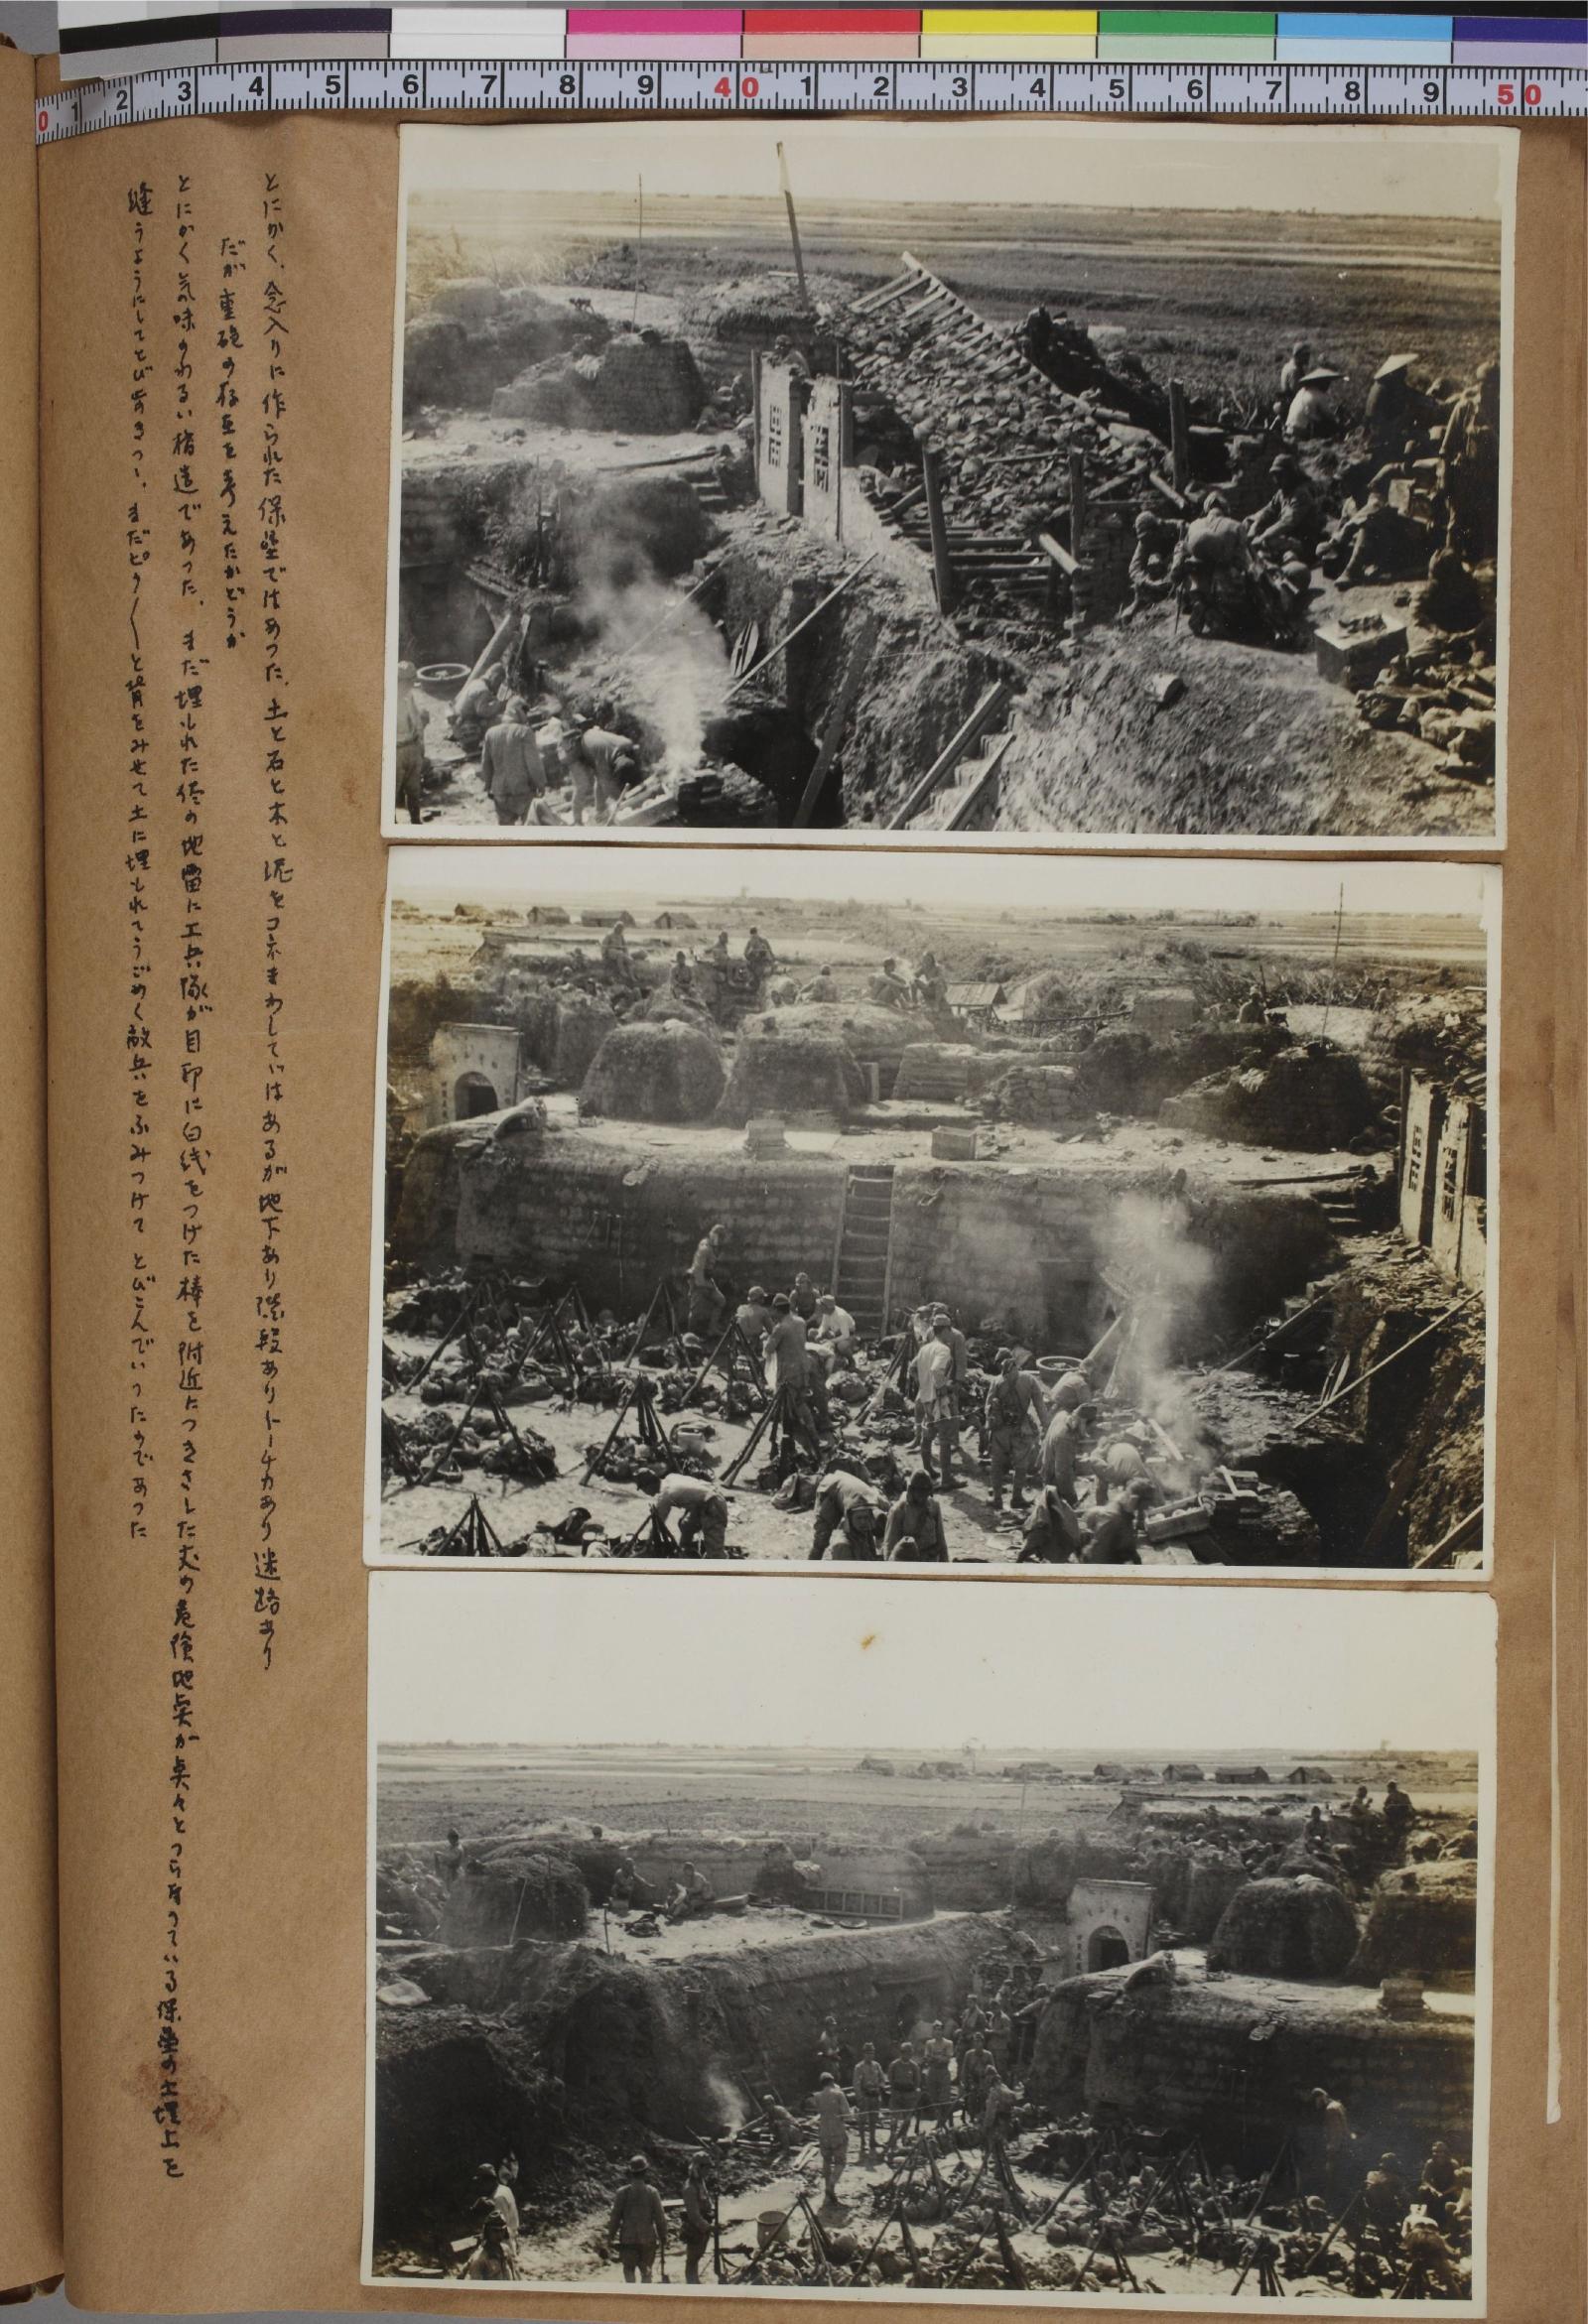 とにかく、念入りに作られた保塁ではあった、土と石と木と泥をコネまわしてゝはあるが地下あり階段ありトーチカあり迷路あり
だが重砲の存在を考えたかどうか
とにかく気味のわるい構造であった、まだ埋もれた侭の地雷に工兵隊が目印に白线をつけた棒を附近につきさした丈の危険地点が点々とつらなっている保塁の土堤上を
縫うようにしてとび歩きつゝ、まだピク〳〵と背をみせて土に埋もれてうごめく敵兵をふみつけてとびこんでいったのであった
0 1 2 3 4 5 6 7 8 9 40 1 2 3 4 5 6 7 8 9 50